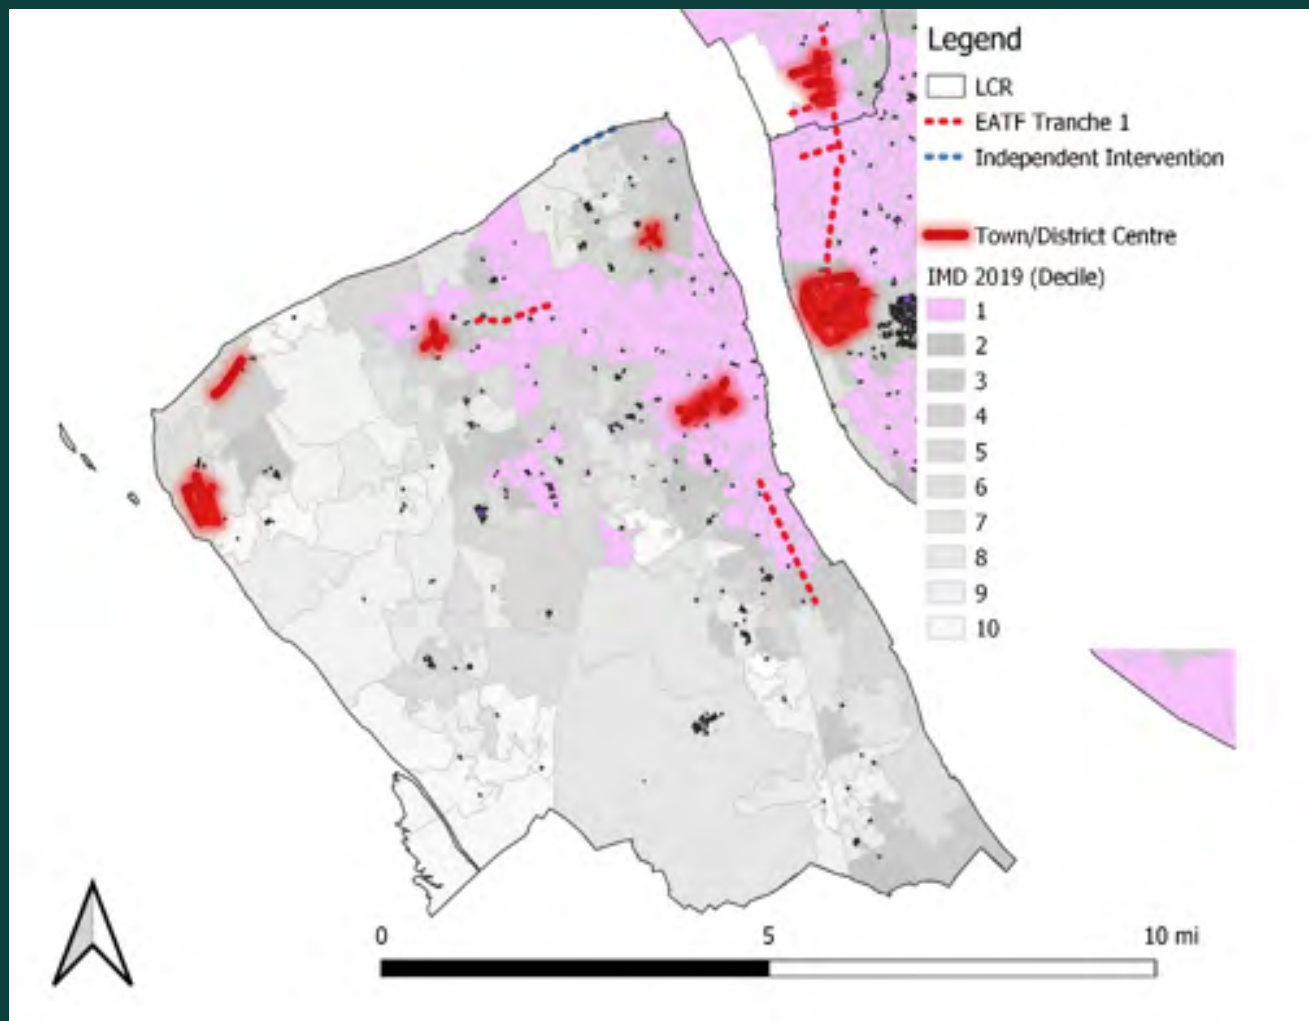 Legend
LCR
EATF Tranche 1
Independent Intervention
Town/District Centre
IMD 2019 (Decile)
1
2
3
4
5
6
7
8
9
10
0 5 10 mi